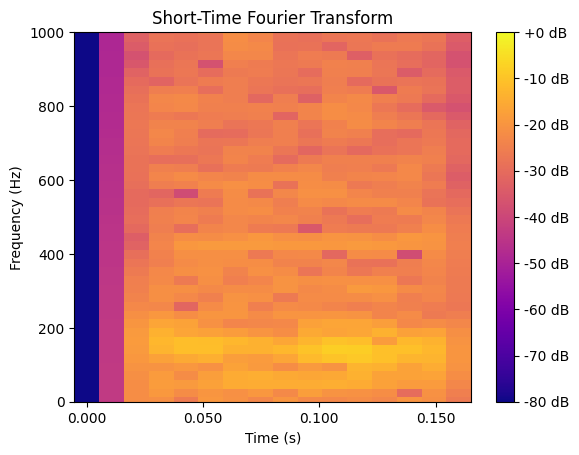 Short-Time Fourier Transform
1000
800
600
400
200
0
Frequency (Hz)
0.000
0.050
0.100
0.150
Time (s)
+0 dB
-10 dB
-20 dB
-30 dB
-40 dB
-50 dB
-60 dB
-70 dB
-80 dB